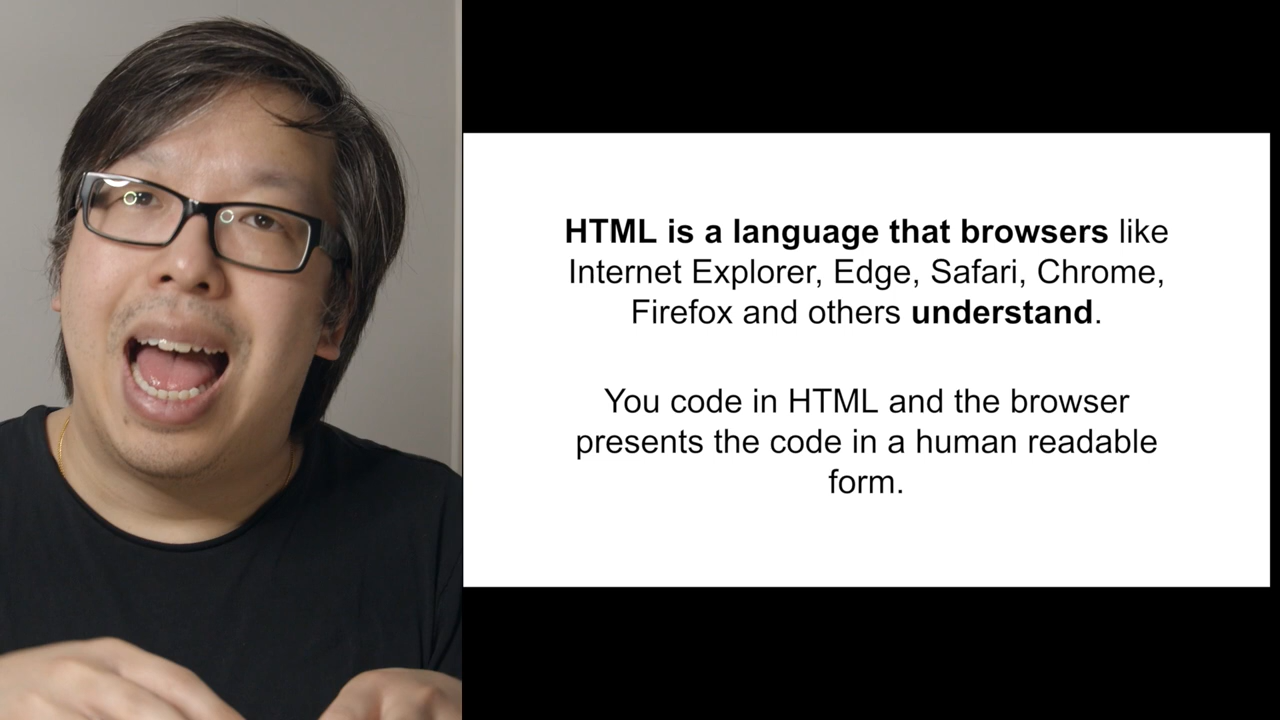 HTML is a language that browsers like
Internet Explorer, Edge, Safari, Chrome,
Firefox and others understand.
You code in HTML and the browser
presents the code in a human readable
form.